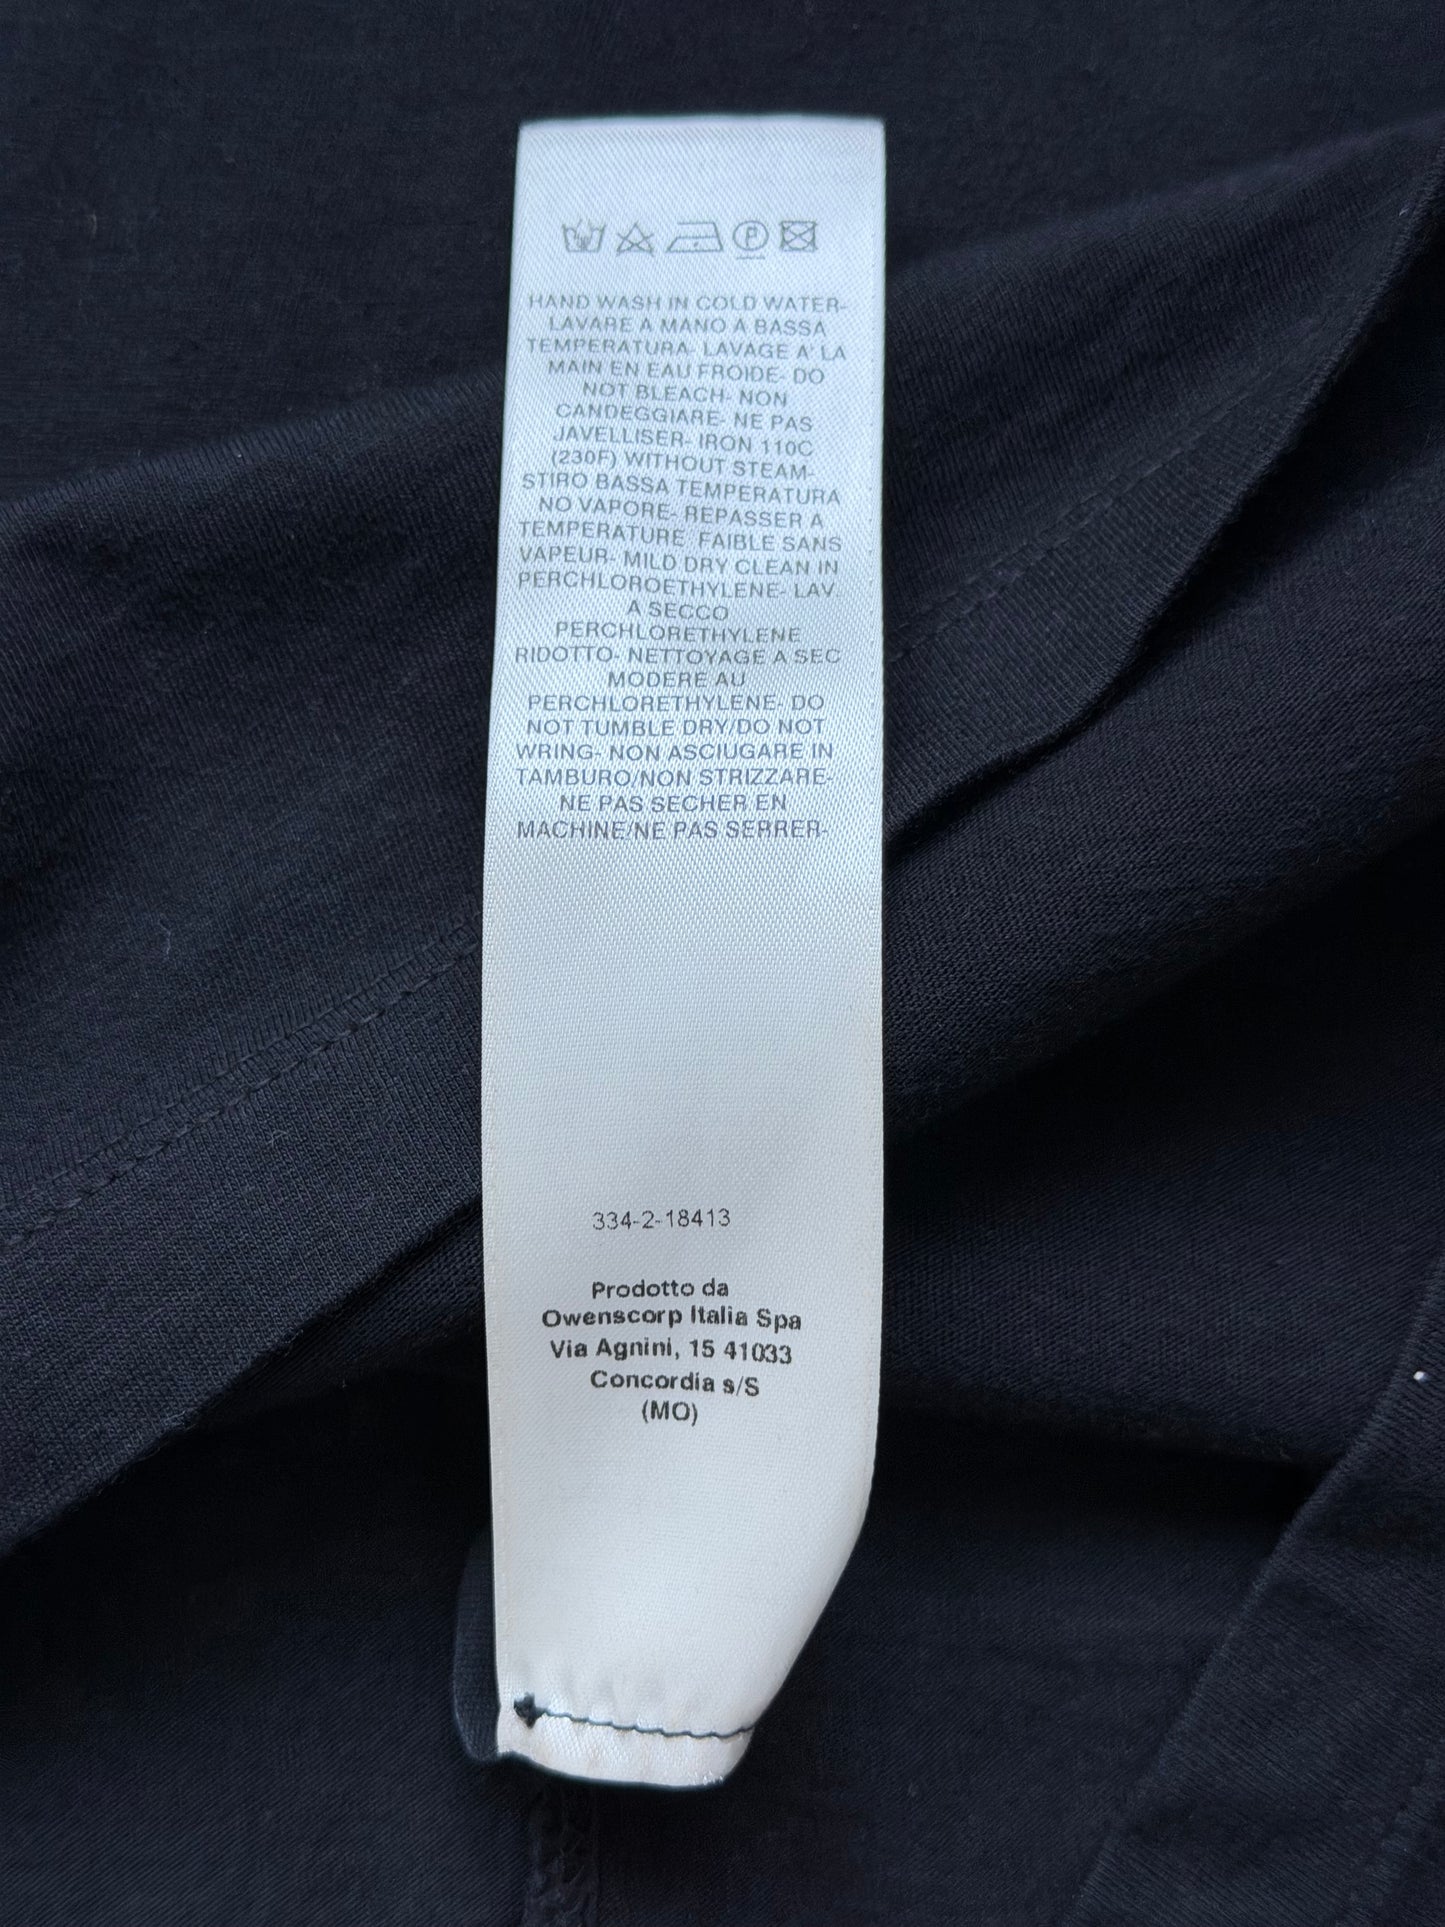 HAND WASH IN COLD WATER-
LAVARE A MANO A BASSA
TEMPERATURA- LAVAGE A' LA
MAIN EN EAU FROIDE- DO
NOT BLEACH- NON
CANDEGGIARE- NE PAS
JAVELLISER- IRON 110C
(230F) WITHOUT STEAM-
STIRO BASSA TEMPERATURA
NO VAPORE- REPASSER A
TEMPERATURE FAIBLE SANS
VAPEUR- MILD DRY CLEAN IN
PERCHLOROETHYLENE- LAV.
A SECCO
PERCHLORETHYLENE
RIDOTTO- NETTOYAGE A SEC
MODERE AU
PERCHLORETHYLENE- DO
NOT TUMBLE DRY/DO NOT
WRING- NON ASCIUGARE IN
TAMBURO/NON STRIZZARE-
NE PAS SECHER EN
MACHINE/NE PAS SERRER-
334-2-18413
Prodotto da
Owenscorp Italia Spa
Via Agnini, 15 41033
Concordia s/S
(MO)